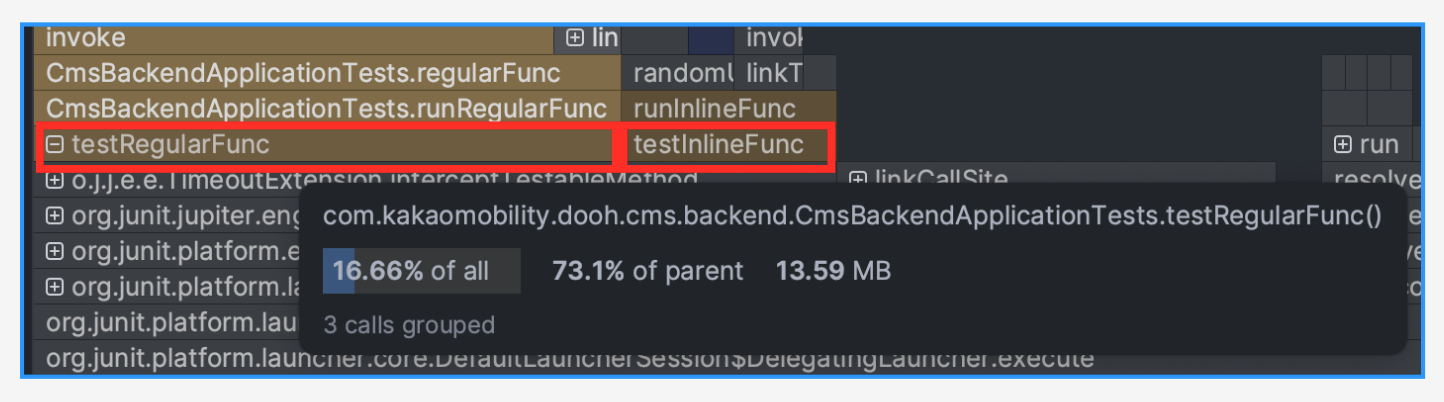 invoke lin invok
CmsBackendApplicationTests.regularFunc randomU linkT
CmsBackendApplicationTests.runRegularFunc runInlineFunc
testRegularFunc testInlineFunc run
o.j.j.e.e.TimeoutExtension.interceptTestableMethod linkCallSite resolve
org.junit.jupiter.eng
com.kakaomobility.dooh.cms.backend.CmsBackendApplicationTests.testRegularFunc()
org.junit.platform.e
16.66% of all 73.1% of parent 13.59 MB
org.junit.platform.la
org.junit.platform.lau
3 calls grouped
org.junit.platform.launcher.core.DefaultLauncherSession$DelegatingLauncher.execute